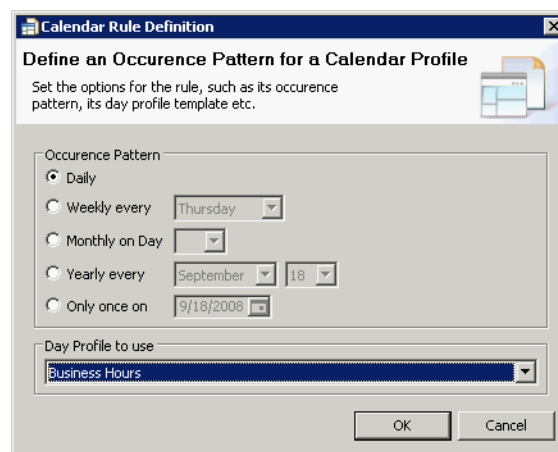 Calendar Rule Definition
Define an Occurence Pattern for a Calendar Profile
Set the options for the rule, such as its occurence
pattern, its day profile template etc.
Occurence Pattern
Daily
Weekly every Thursday
Monthly on Day
Yearly every September 18
Only once on 9/18/2008
Day Profile to use
Business Hours
OK Cancel